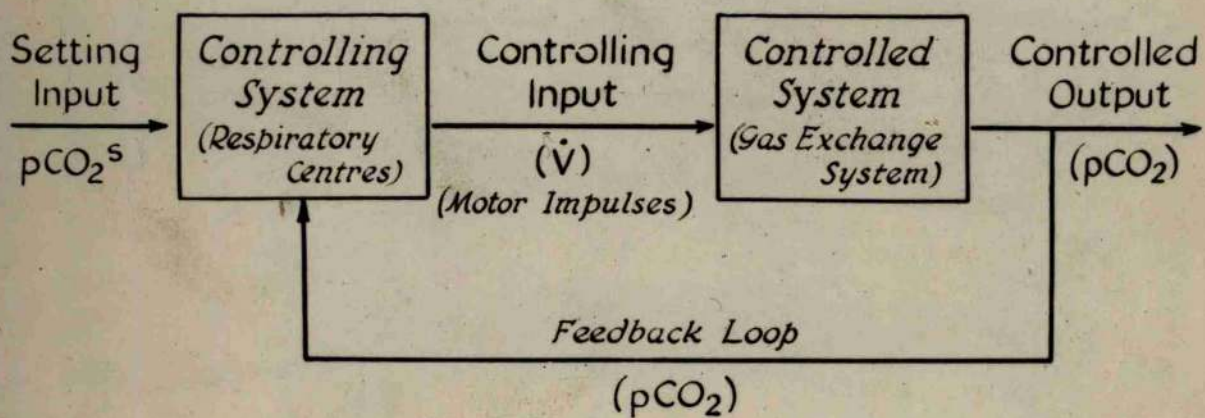 Setting
Input
pCO₂ˢ
Controlling
System
(Respiratory
Centres)
Controlling
Input
(V̇)
(Motor Impulses)
Controlled
System
(Gas Exchange
System)
Controlled
Output
(pCO₂)
Feedback Loop
(pCO₂)